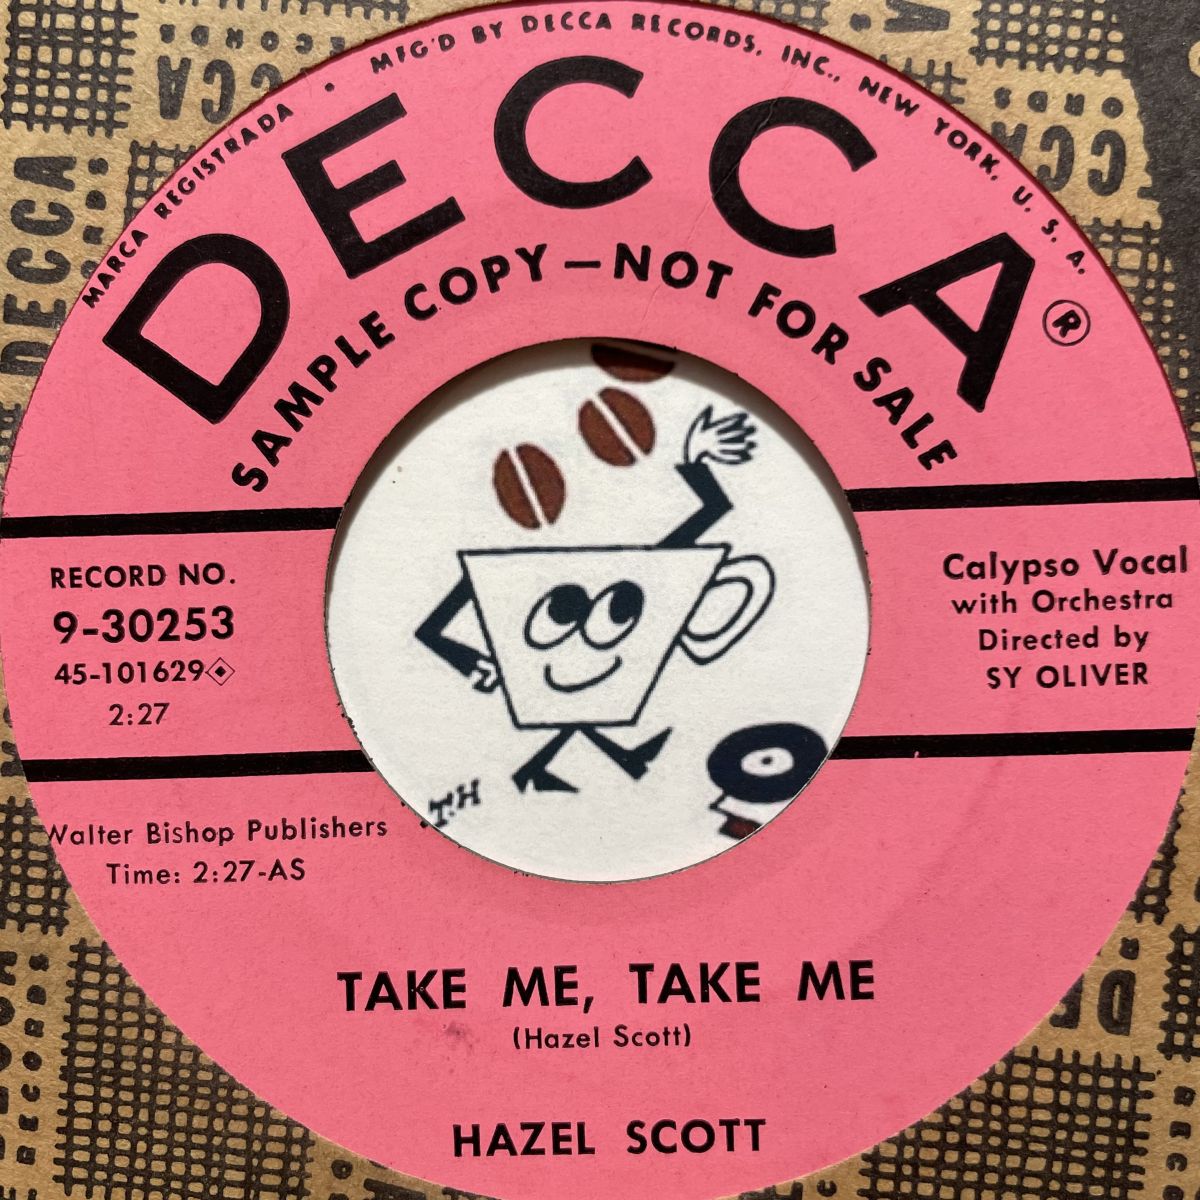 MARCA REGISTRADA • MFG'D BY DECCA RECORDS, INC., NEW YORK, U. S. A.
DECCA®
SAMPLE COPY—NOT FOR SALE
RECORD NO.
9-30253
45-101629
2:27
Calypso Vocal
with Orchestra
Directed by
SY OLIVER
T.H
Walter Bishop Publishers
Time: 2:27-AS
TAKE ME, TAKE ME
(Hazel Scott)
HAZEL SCOTT
DECCA